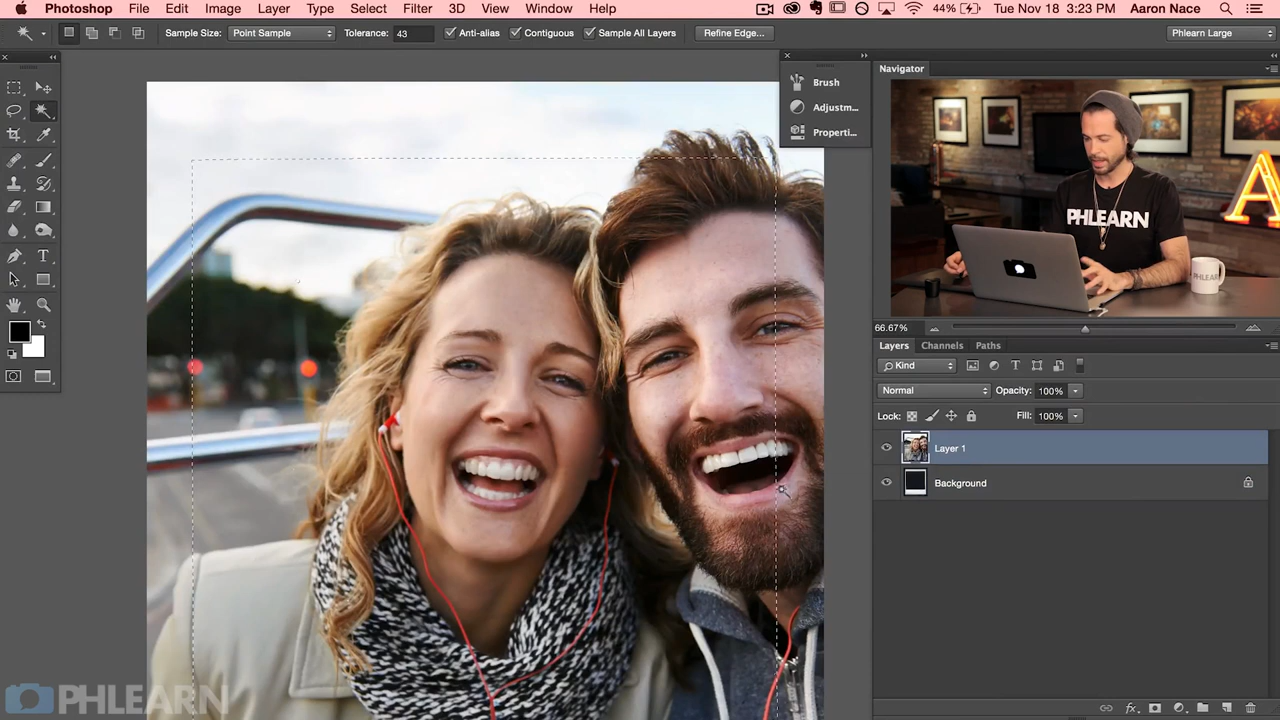 Photoshop File Edit Image Layer Type Select Filter 3D View Window Help 44% Tue Nov 18 3:23 PM Aaron Nace
Sample Size: Point Sample Tolerance: 43 Anti-alias Contiguous Sample All Layers Refine Edge... Phlearn Large
Navigator
Brush
Adjustm...
Properti...
PHLEARN
PHLEARN
A
66.67%
Layers Channels Paths
Kind
Normal Opacity: 100%
Lock: Fill: 100%
Layer 1
Background
PHLEARN